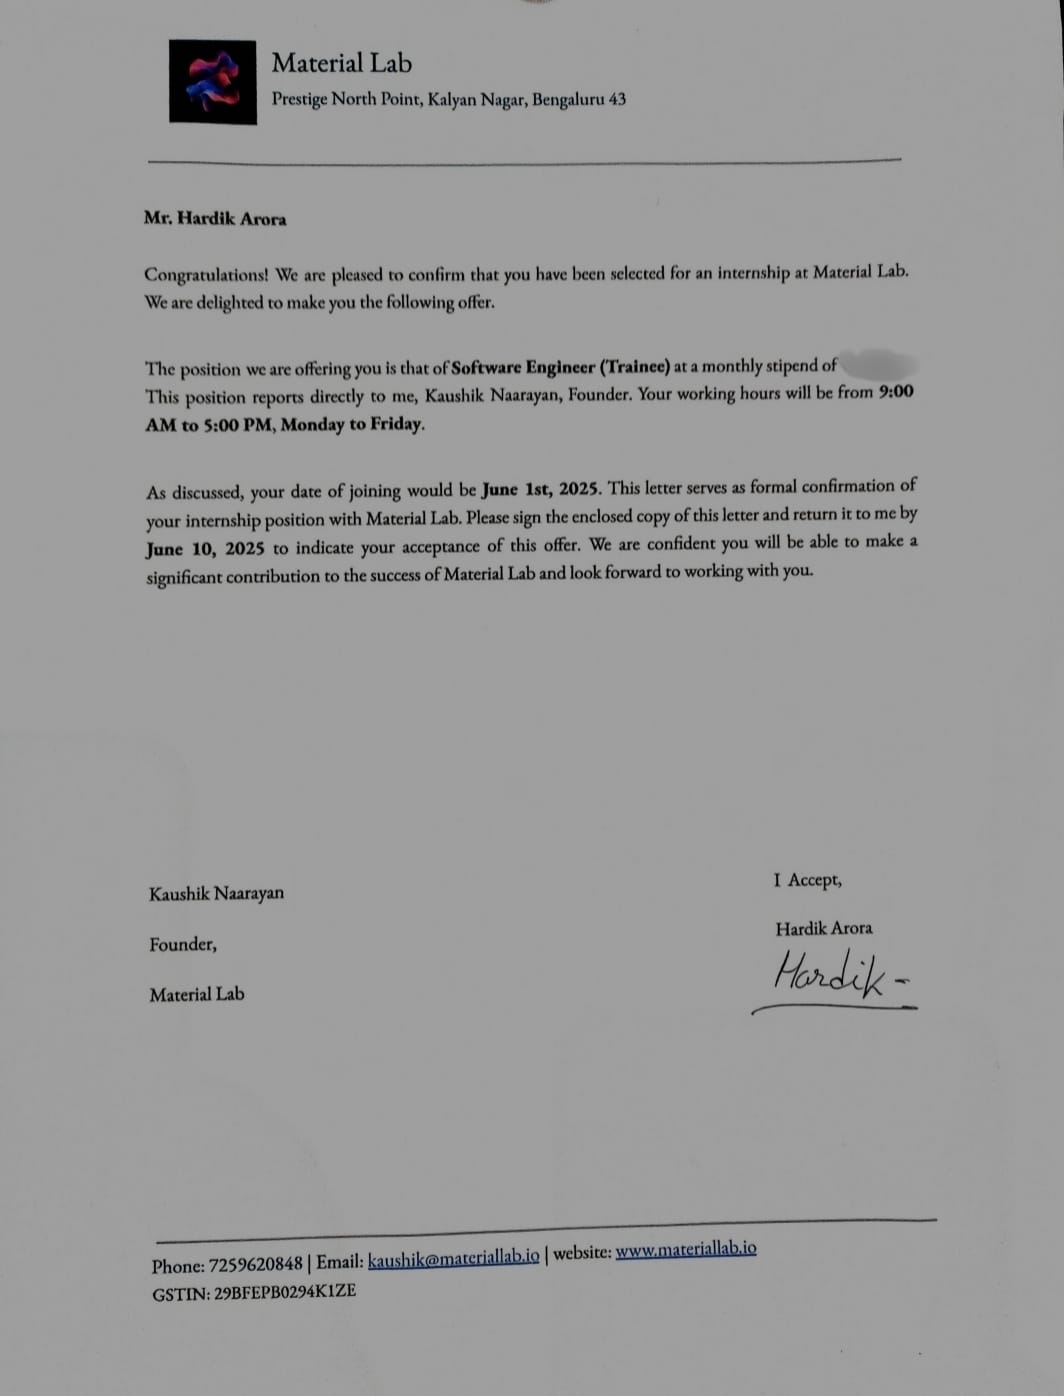 Material Lab
Prestige North Point, Kalyan Nagar, Bengaluru 43
Mr. Hardik Arora
Congratulations! We are pleased to confirm that you have been selected for an internship at Material Lab.
We are delighted to make you the following offer.
The position we are offering you is that of Software Engineer (Trainee) at a monthly stipend of
This position reports directly to me, Kaushik Naarayan, Founder. Your working hours will be from 9:00
AM to 5:00 PM, Monday to Friday.
As discussed, your date of joining would be June 1st, 2025. This letter serves as formal confirmation of
your internship position with Material Lab. Please sign the enclosed copy of this letter and return it to me by
June 10, 2025 to indicate your acceptance of this offer. We are confident you will be able to make a
significant contribution to the success of Material Lab and look forward to working with you.
Kaushik Naarayan
Founder,
Material Lab
I Accept,
Hardik Arora
Hardik
Phone: 7259620848 | Email: kaushik@materiallab.io | website: www.materiallab.io
GSTIN: 29BFEPB0294K1ZE